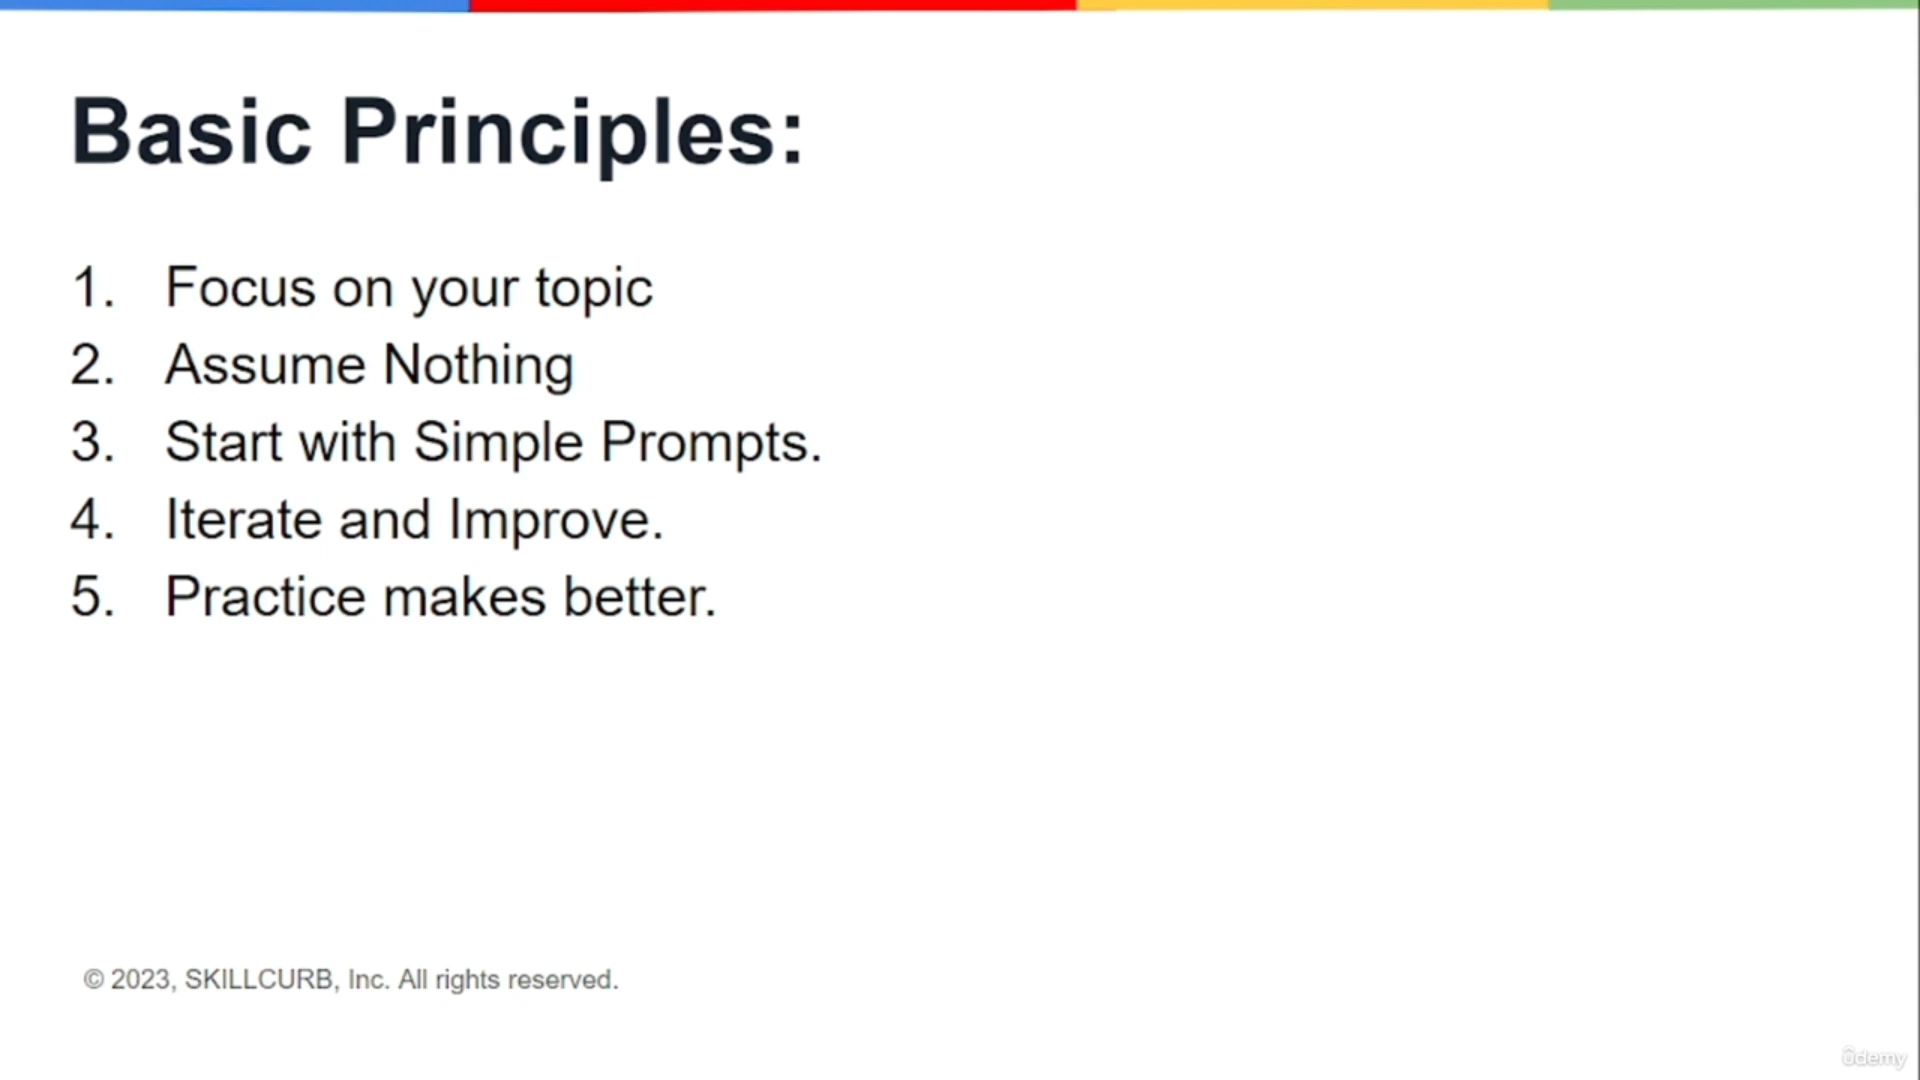 Basic Principles:
1. Focus on your topic
2. Assume Nothing
3. Start with Simple Prompts.
4. Iterate and Improve.
5. Practice makes better.
© 2023, SKILLCURB, Inc. All rights reserved.
ûdemy